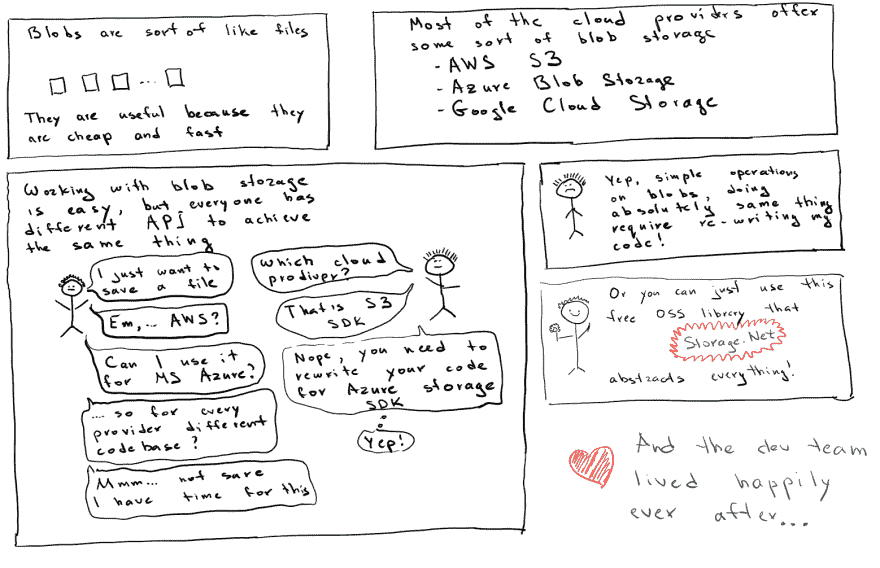 Blobs are sort of like files
...
They are useful because they
are cheap and fast
Most of the cloud providers offer
some sort of blob storage
- AWS S3
- Azure Blob Storage
- Google Cloud Storage
Working with blob storage
is easy, but everyone has
different API to achieve
the same thing
I just want to
save a file
Which cloud
prodivpr?
Em,... AWS?
That is S3
SDK
Can I use it
for MS Azure?
Nope, you need to
rewrite your code
for Azure storage
SDK
.... so for every
provider different
codebase?
Yep!
Mmm... not sure
I have time for this
Yep, simple operations
on blobs, doing
absolutely same thing
require re-writing my
code!
Or you can just use this
free OSS library that
Storage.Net
abstracts everything!
And the dev team
lived happily
ever after...